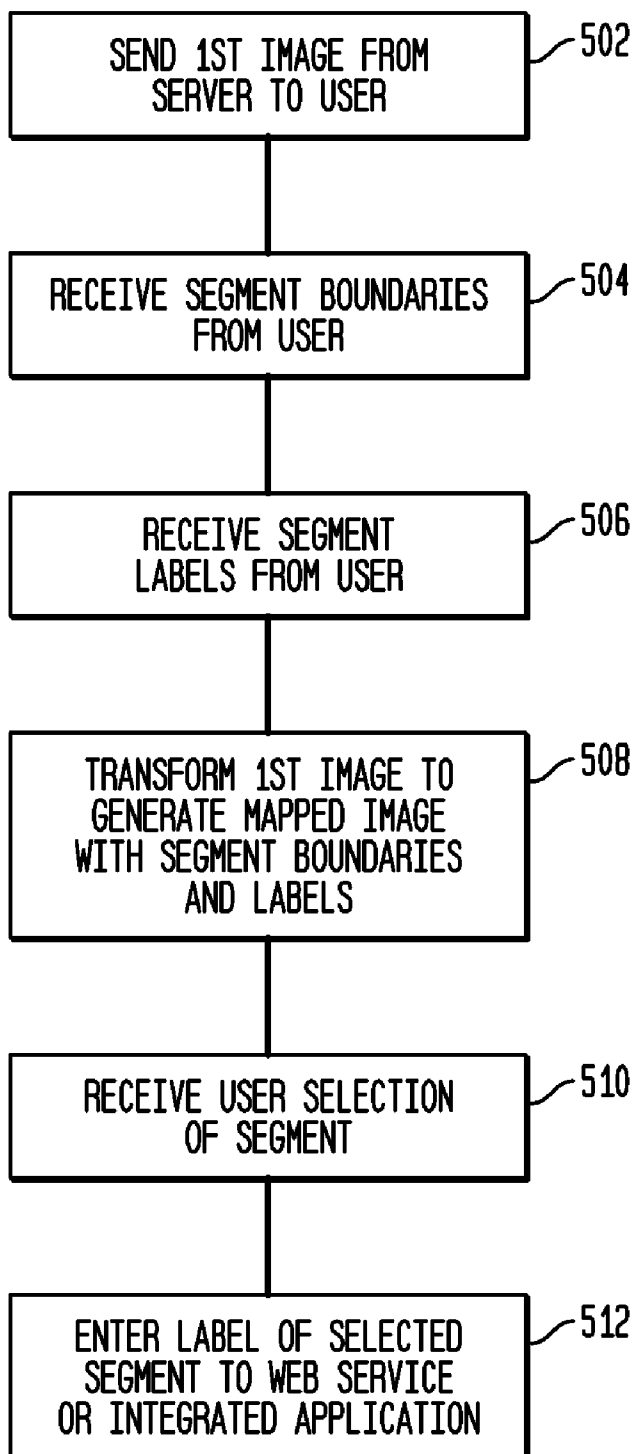 SEND 1ST IMAGE FROM
SERVER TO USER
502
RECEIVE SEGMENT BOUNDARIES
FROM USER
504
RECEIVE SEGMENT
LABELS FROM USER
506
TRANSFORM 1ST IMAGE TO
GENERATE MAPPED IMAGE
WITH SEGMENT BOUNDARIES
AND LABELS
508
RECEIVE USER SELECTION
OF SEGMENT
510
ENTER LABEL OF SELECTED
SEGMENT TO WEB SERVICE
OR INTEGRATED APPLICATION
512